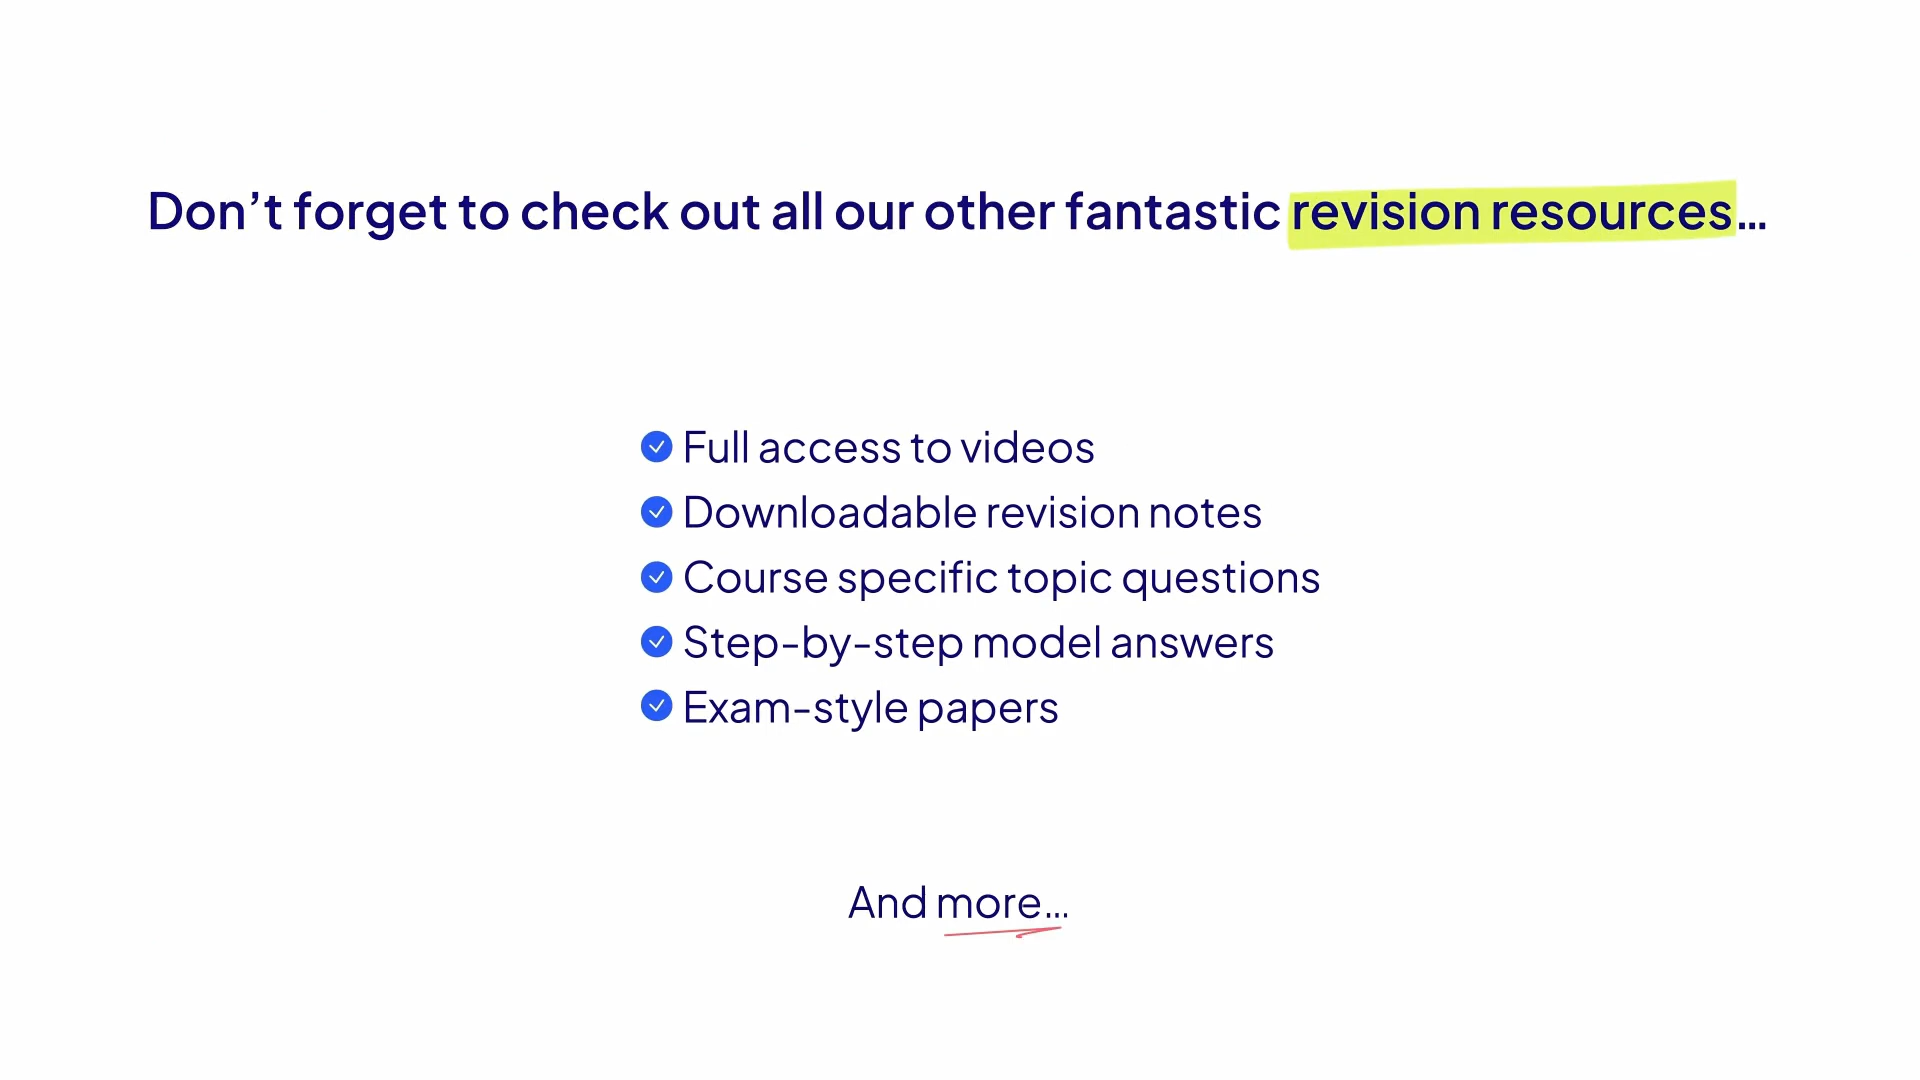 Don’t forget to check out all our other fantastic revision resources...
Full access to videos
Downloadable revision notes
Course specific topic questions
Step-by-step model answers
Exam-style papers
And more...